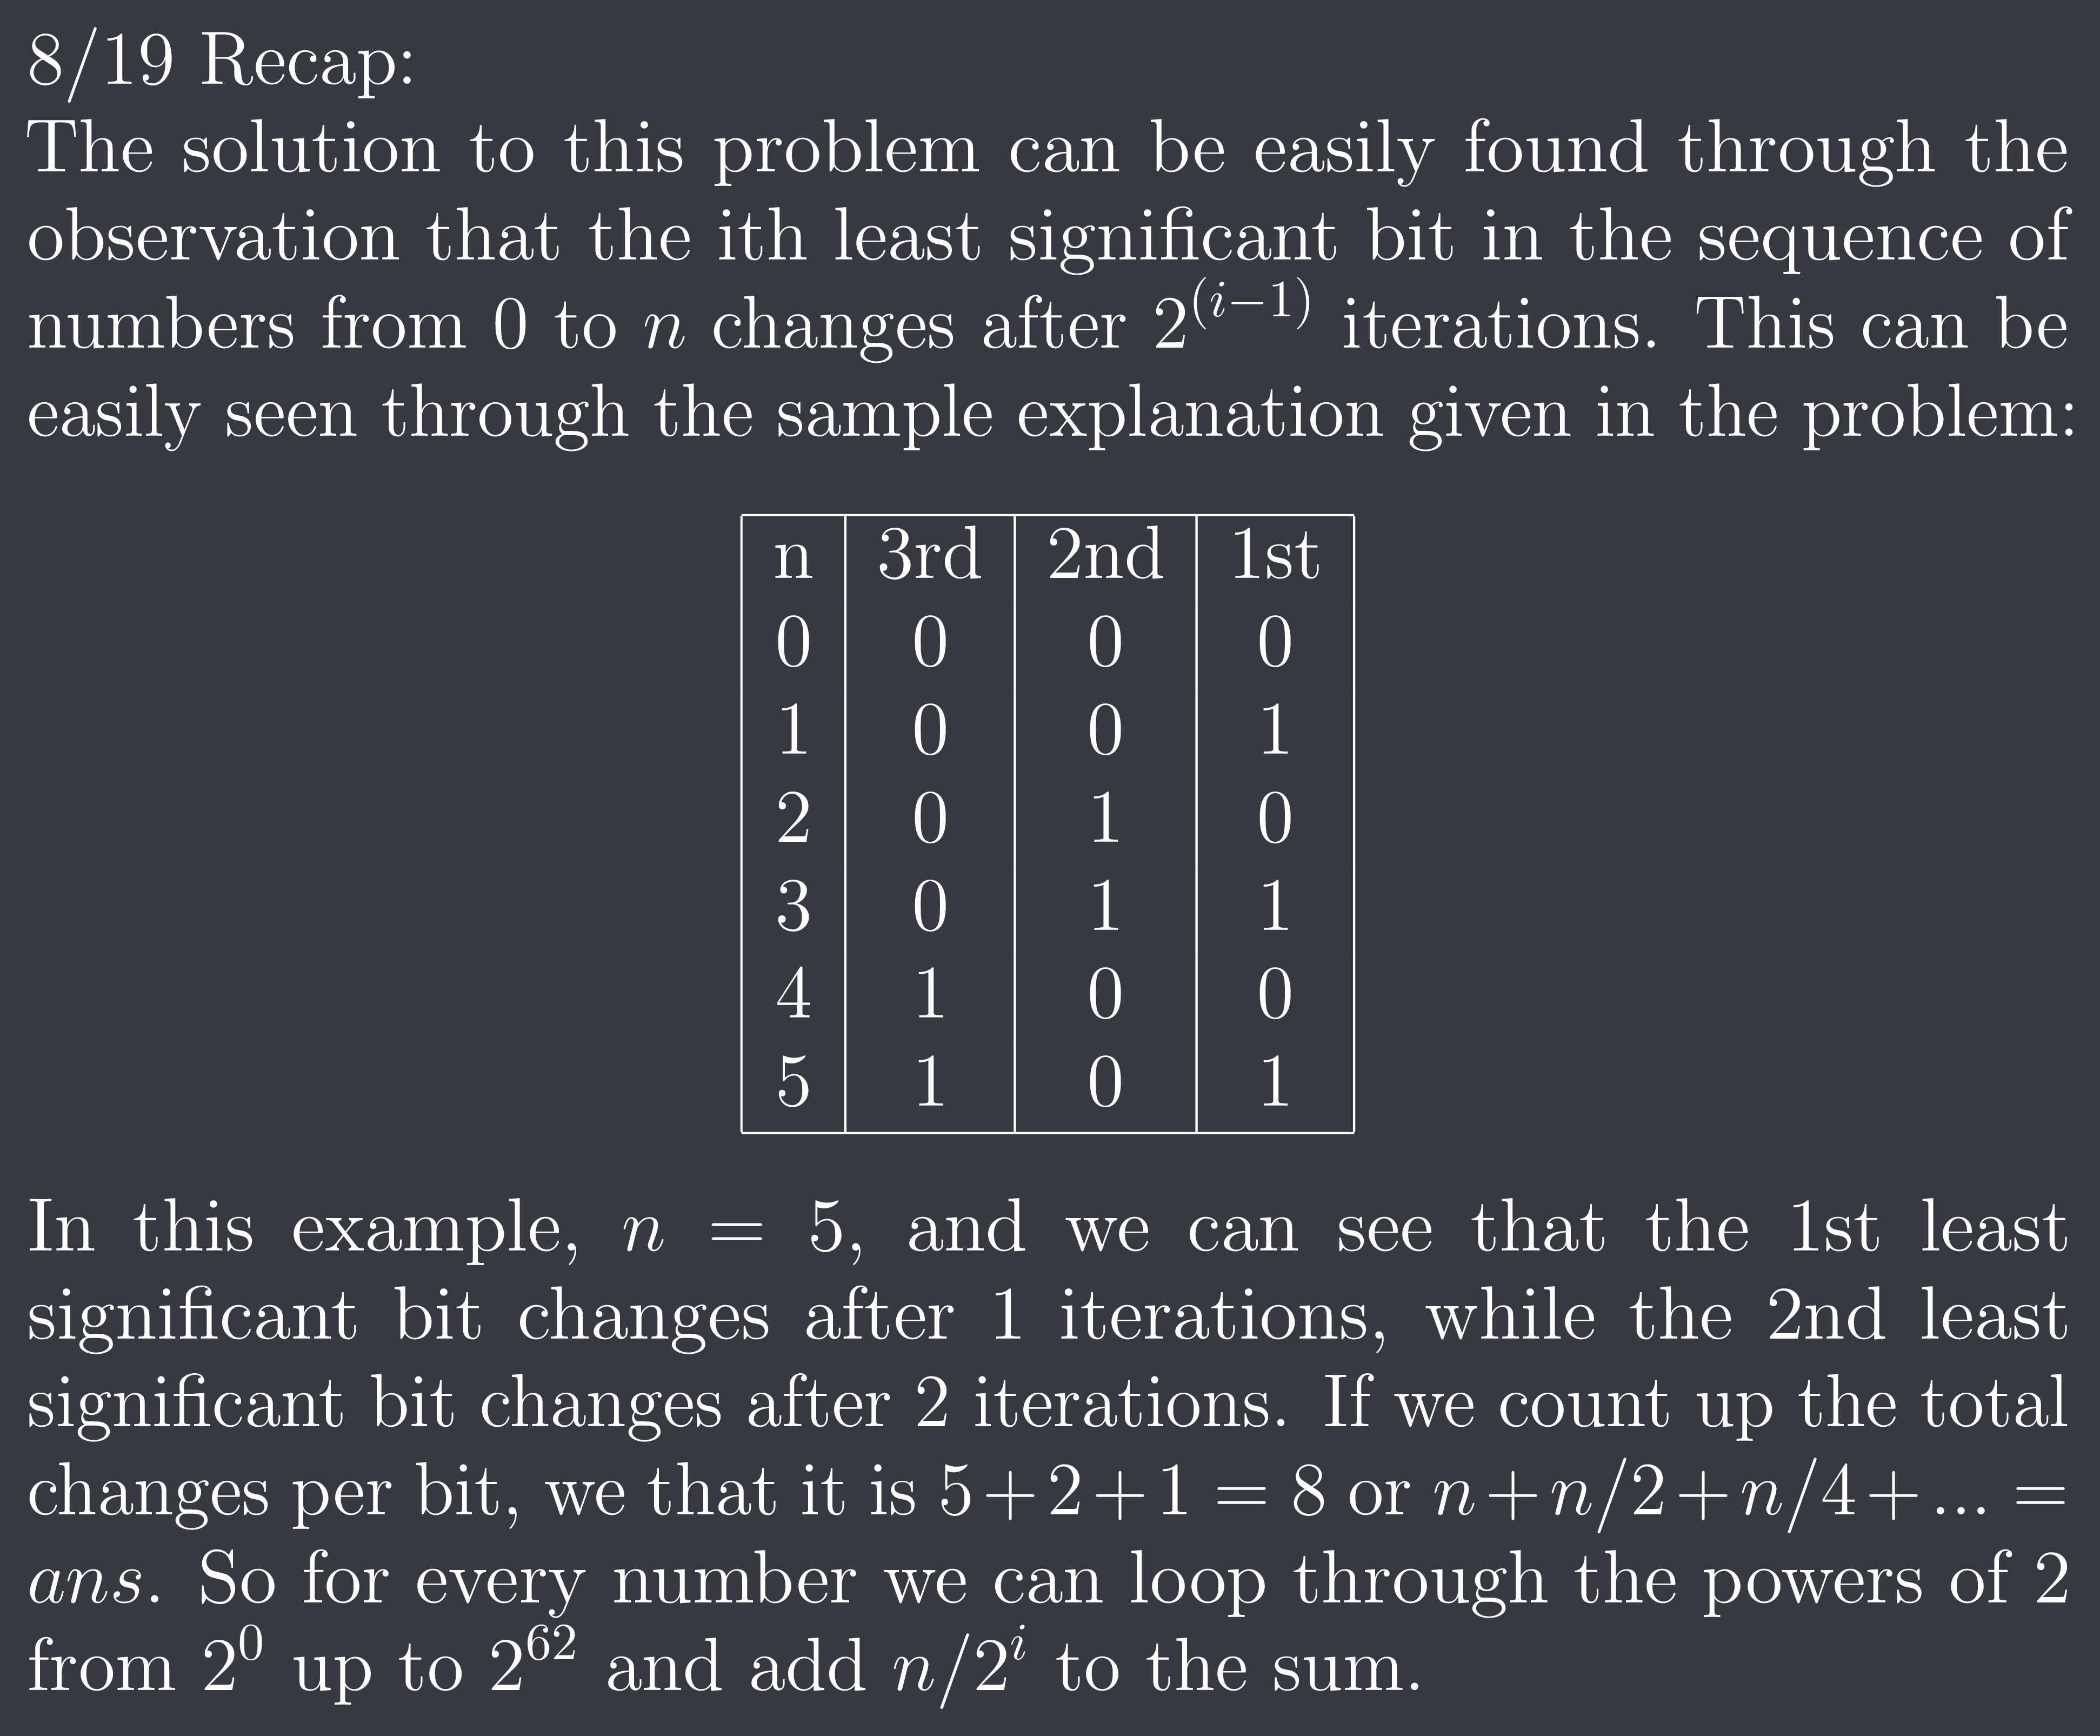 8/19 Recap:
The solution to this problem can be easily found through the
observation that the ith least significant bit in the sequence of
numbers from 0 to n changes after 2^(i−1) iterations. This can be
easily seen through the sample explanation given in the problem:
n 3rd 2nd 1st
0 0 0 0
1 0 0 1
2 0 1 0
3 0 1 1
4 1 0 0
5 1 0 1
In this example, n = 5, and we can see that the 1st least
significant bit changes after 1 iterations, while the 2nd least
significant bit changes after 2 iterations. If we count up the total
changes per bit, we that it is 5+2+1 = 8 or n+n/2+n/4+... =
ans. So for every number we can loop through the powers of 2
from 2^0 up to 2^62 and add n/2^i to the sum.